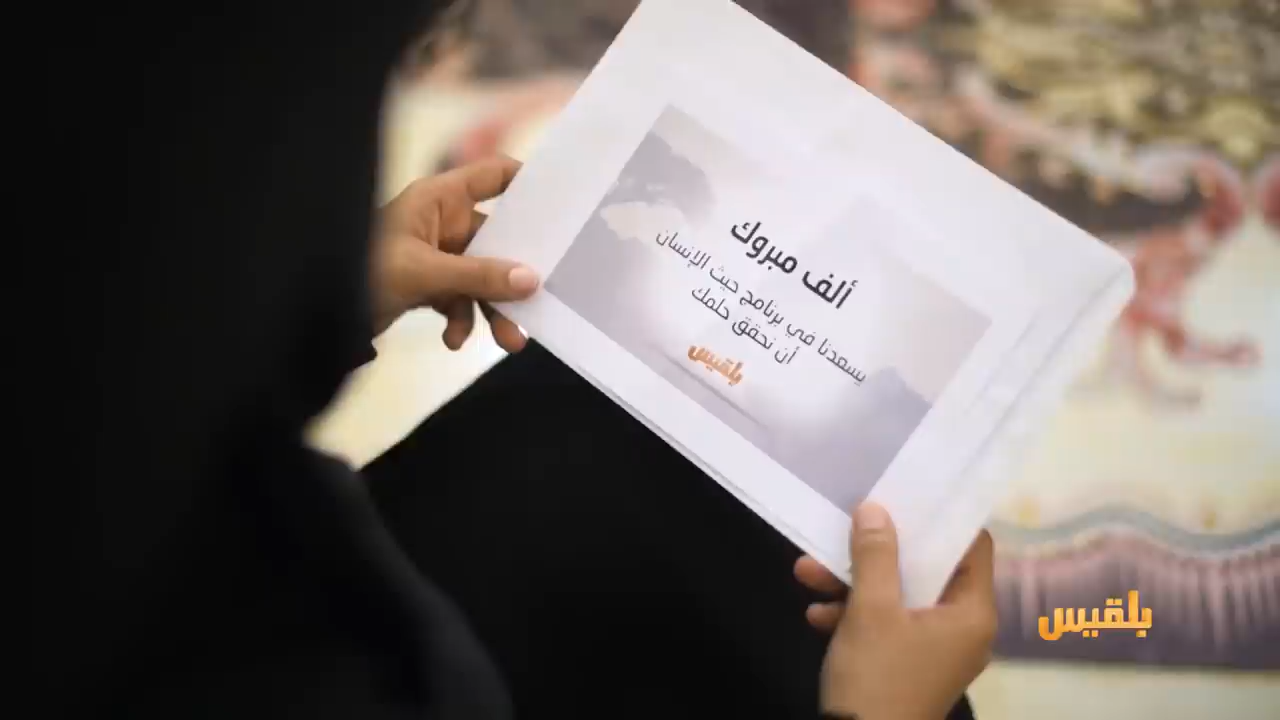 ألف مبروك
يسعدنا في برنامج حيث الإنسان
أن نحقق حلمك
بلقيس
بلقيس